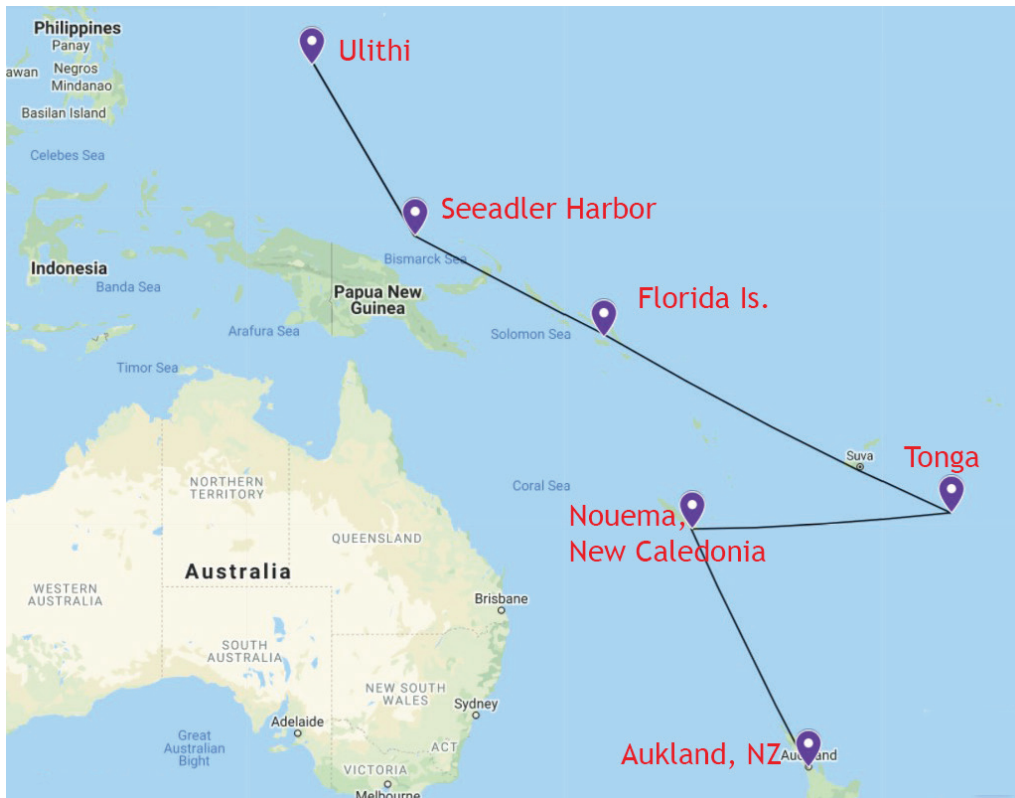 Philippines
Panay
awan
Negros
Mindanao
Basilan Island
Celebes Sea
Ulithi
Seeadler Harbor
Bismarck Sea
Indonesia
Banda Sea
Papua New
Guinea
Florida Is.
Arafura Sea
Solomon Sea
Timor Sea
Suva
Tonga
NORTHERN
TERRITORY
Coral Sea
Nouema,
New Caledonia
QUEENSLAND
Australia
WESTERN
AUSTRALIA
Brisbane
SOUTH
AUSTRALIA
NEW SOUTH
WALES
Sydney
Adelaide
Great
Australian
Bight
ACT
VICTORIA
Melbourne
Aukland, NZ
Auckland